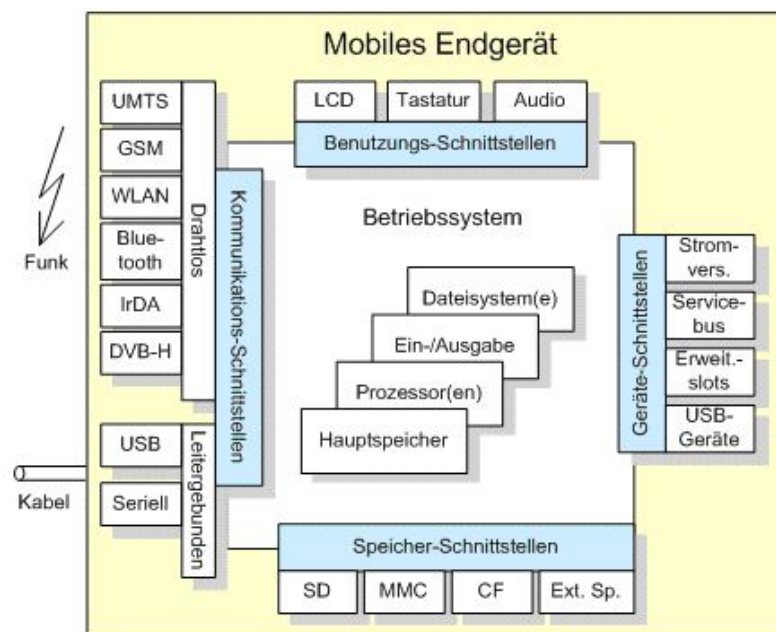 Mobiles Endgerät
UMTS
GSM
WLAN
Blue-
tooth
IrDA
DVB-H
Drahtlos
USB
Seriell
Leitergebunden
Kommunikations-Schnittstellen
Funk
Kabel
LCD
Tastatur
Audio
Benutzungs-Schnittstellen
Betriebssystem
Dateisystem(e)
Ein-/Ausgabe
Prozessor(en)
Hauptspeicher
Geräte-Schnittstellen
Strom-
vers.
Service-
bus
Erweit.-
slots
USB-
Geräte
Speicher-Schnittstellen
SD
MMC
CF
Ext. Sp.